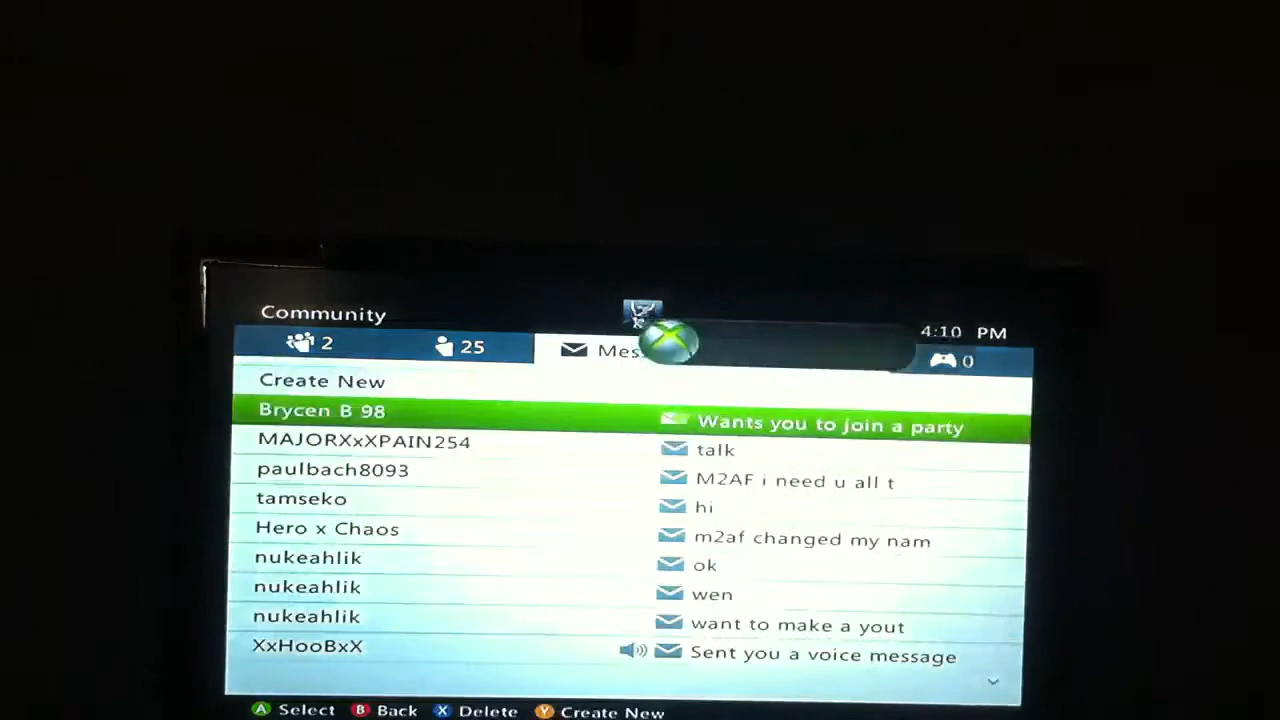 Community
4:10 PM
2
25
Mes
0
Create New
Brycen B 98 Wants you to join a party
MAJORXxXPAIN254 talk
paulbach8093 M2AF i need u all t
tamseko hi
Hero x Chaos m2af changed my nam
nukeahlik ok
nukeahlik wen
nukeahlik want to make a yout
XxHooBxX Sent you a voice message
A Select B Back X Delete Y Create New